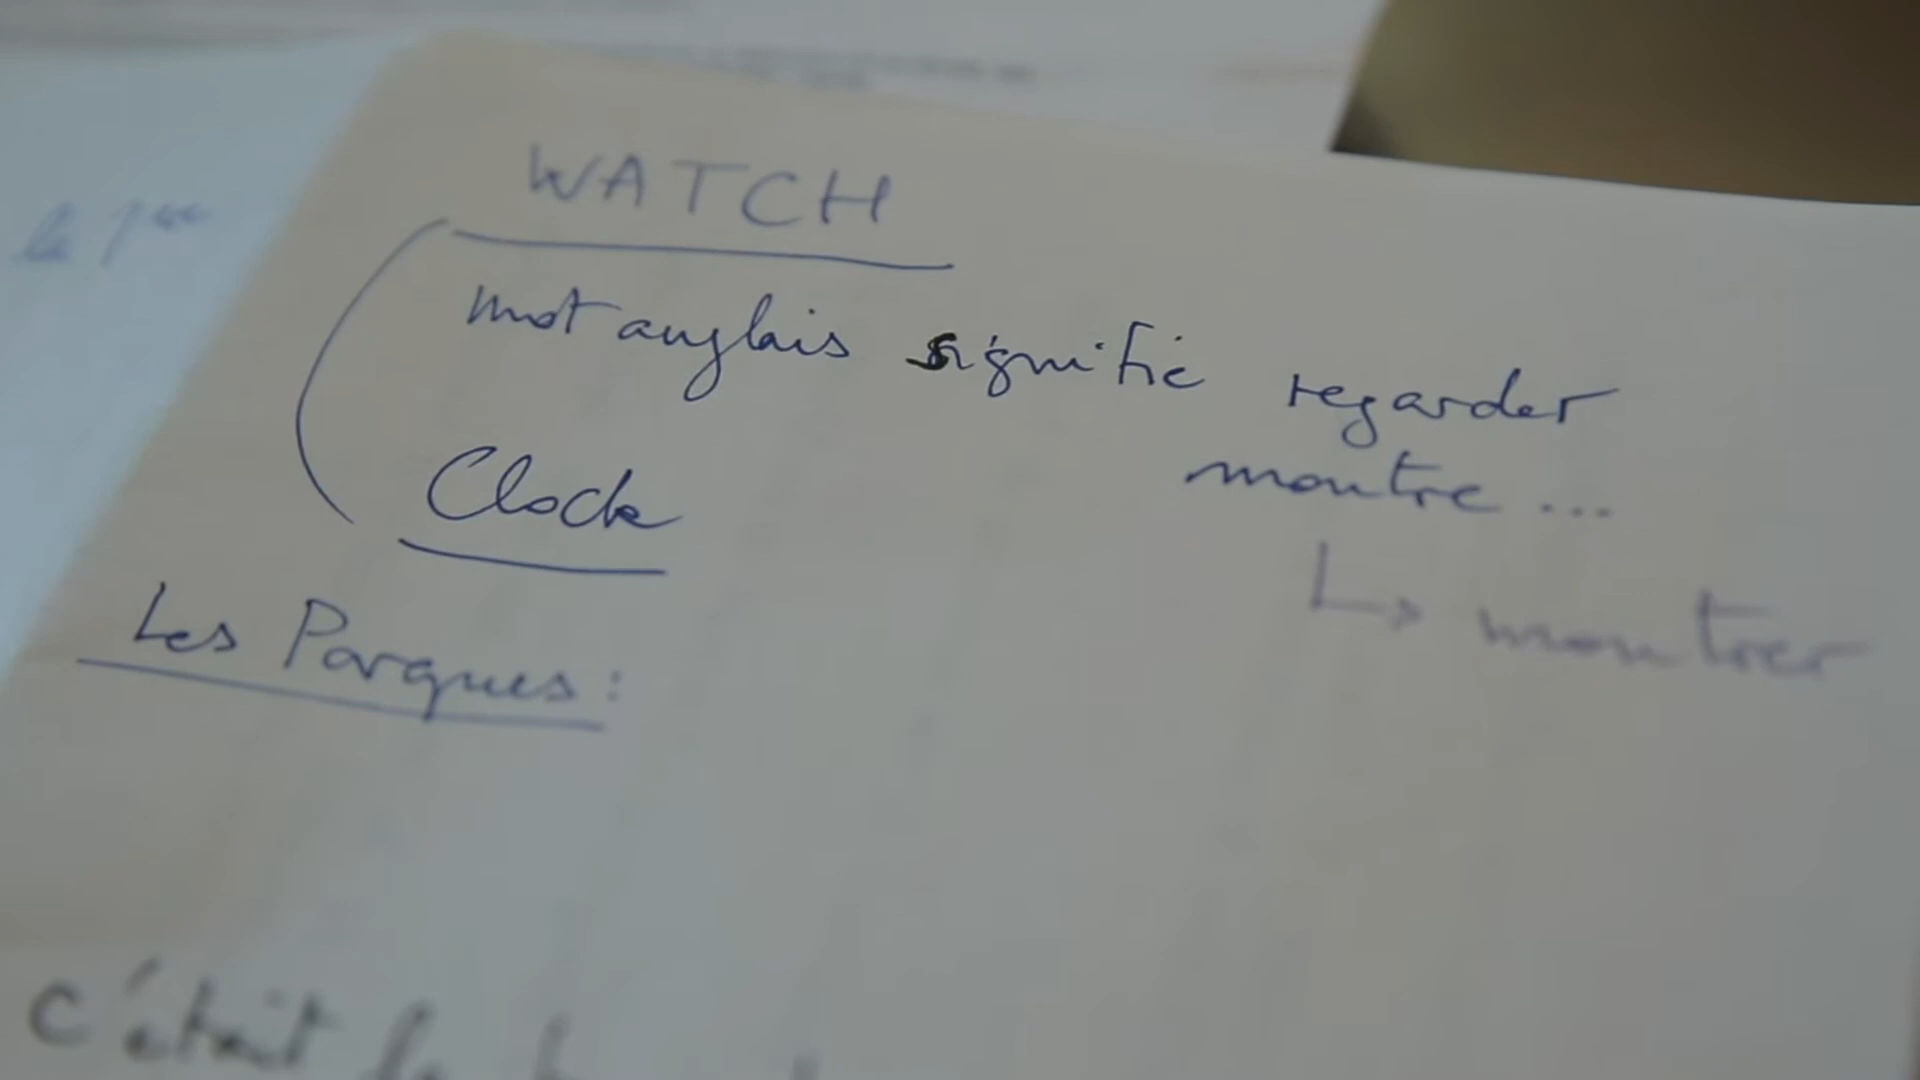 WATCH
mot anglais signifie regarder
montre ...
Clock
↳ montrer
Les Parques :
c'était